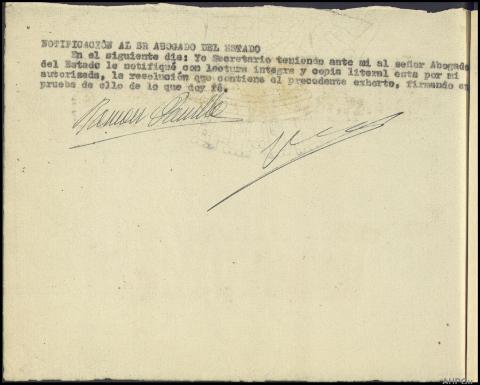 NOTIFICACIÓN AL SR ABOGADO DEL ESTADO
En el siguiente dia: Yo Secretario teniendo ante mi al señor Abogado
del Estado le notifiqué con lectura integra y copia literal esta por mi
autorizada, la resolución que contiene el precedente exhorto, firmando en
prueba de ello de lo que doy fé.
Ramon